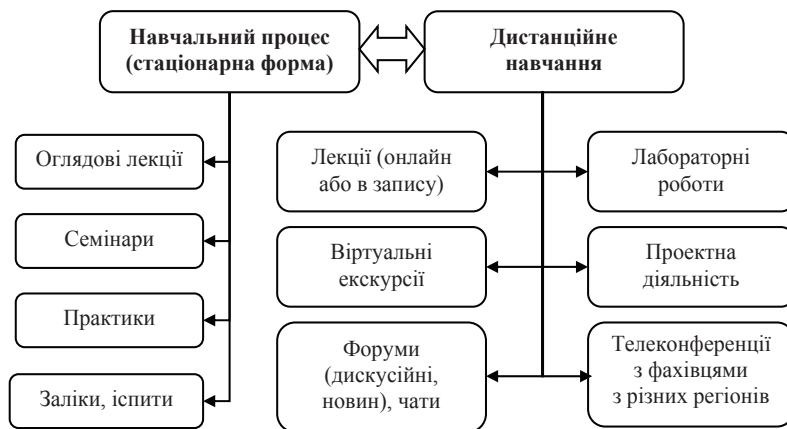 Навчальний процес
(стаціонарна форма)
Дистанційне
навчання
Оглядові лекції
Семінари
Практики
Заліки, іспити
Лекції (онлайн
або в запису)
Віртуальні
екскурсії
Форуми
(дискусійні,
новин), чати
Лабораторні
роботи
Проектна
діяльність
Телеконференції
з фахівцями
з різних регіонів